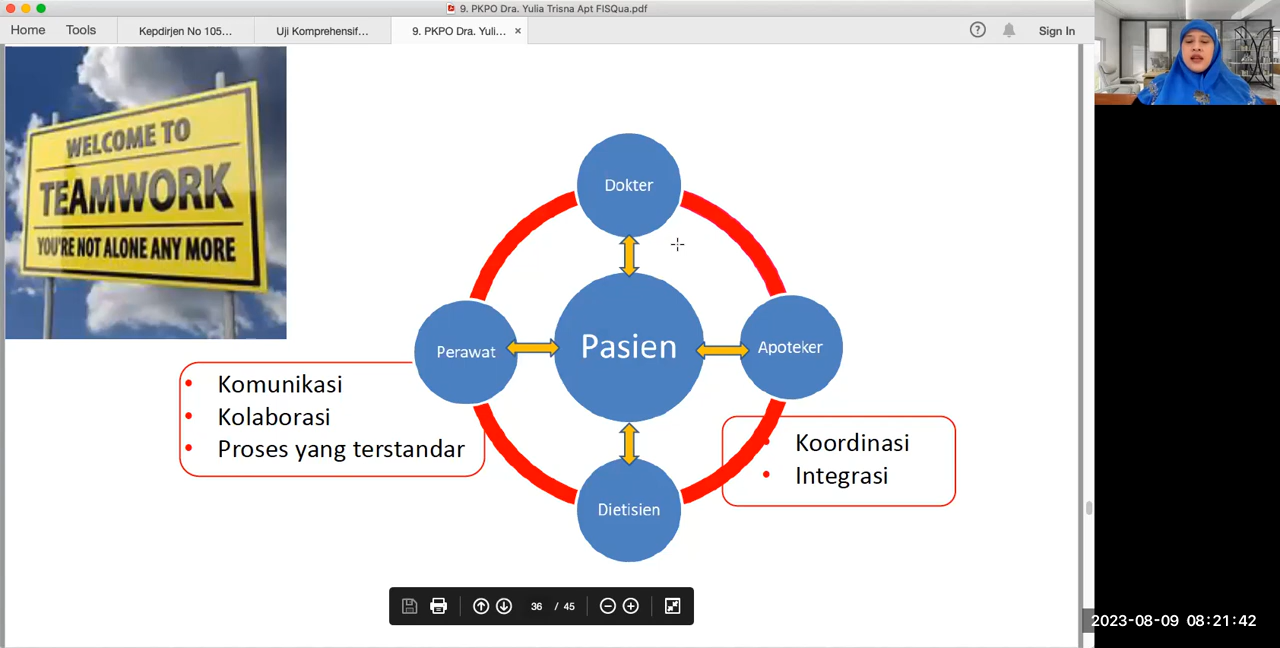 9. PKPO Dra. Yulia Trisna Apt FISQua.pdf
Home
Tools
Kepdirjen No 105...
Uji Komprehensif...
9. PKPO Dra. Yuli...
×
?
Sign In
WELCOME TO
TEAMWORK
YOU'RE NOT ALONE ANY MORE
Dokter
Perawat
Pasien
Apoteker
Dietisien
• Komunikasi
• Kolaborasi
• Proses yang terstandar
• Koordinasi
• Integrasi
36 / 45
2023-08-09 08:21:42